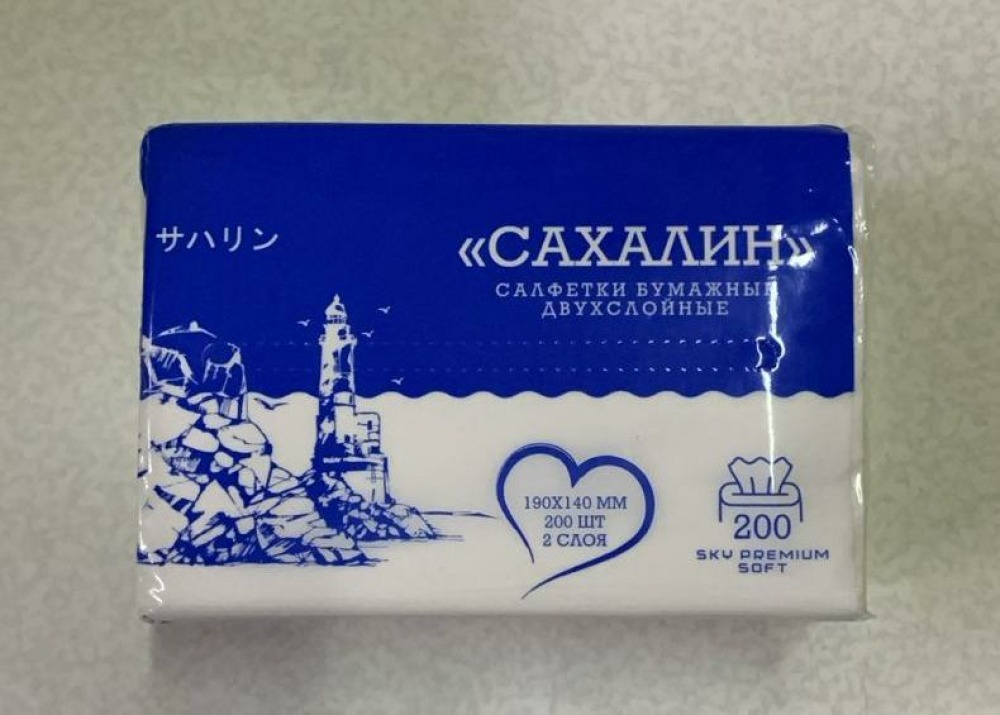 サハリン
«САХАЛИН»
САЛФЕТКИ БУМАЖНЫЕ
ДВУХСЛОЙНЫЕ
190X140 ММ
200 ШТ
2 СЛОЯ
200
SKY PREMIUM
SOFT